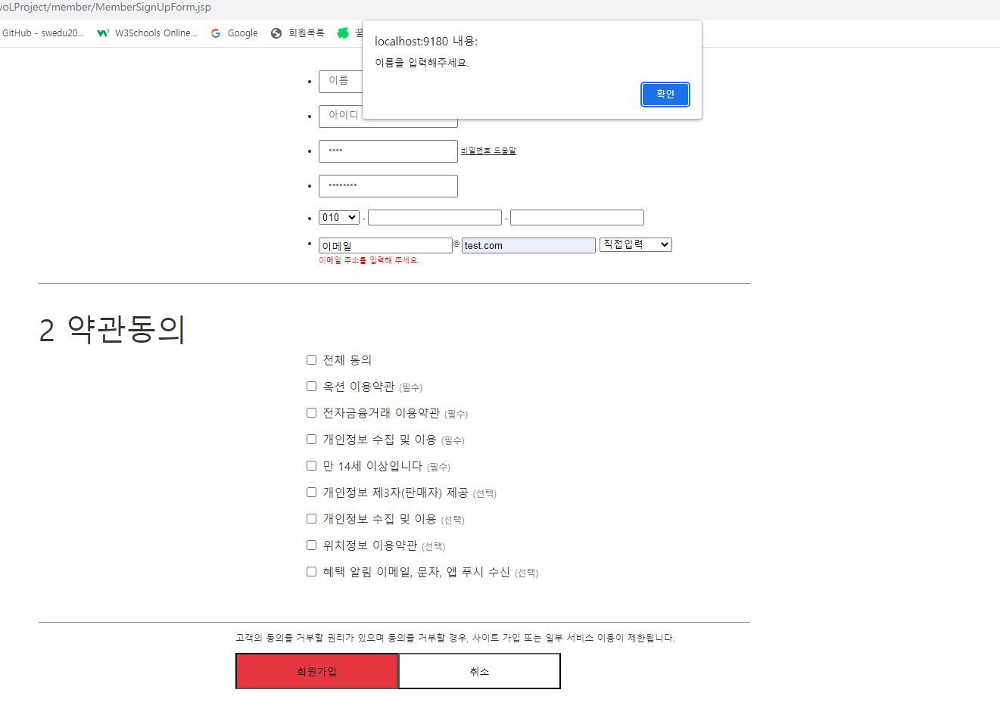 woLProject/member/MemberSignUpForm.jsp
GitHub - swedu20... W3Schools Online... Google 회원목록 꿈
localhost:9180 내용:
이름을 입력해주세요.
확인
이름
아이디
비밀번호 도움말
010 - -
이메일 @ test.com 직접입력
이메일 주소를 입력해 주세요.
2 약관동의
전체 동의
옥션 이용약관 (필수)
전자금융거래 이용약관 (필수)
개인정보 수집 및 이용 (필수)
만 14세 이상입니다 (필수)
개인정보 제3자(판매자) 제공 (선택)
개인정보 수집 및 이용 (선택)
위치정보 이용약관 (선택)
혜택 알림 이메일, 문자, 앱 푸시 수신 (선택)
고객의 동의를 거부할 권리가 있으며 동의를 거부할 경우, 사이트 가입 또는 일부 서비스 이용이 제한됩니다.
회원가입 취소